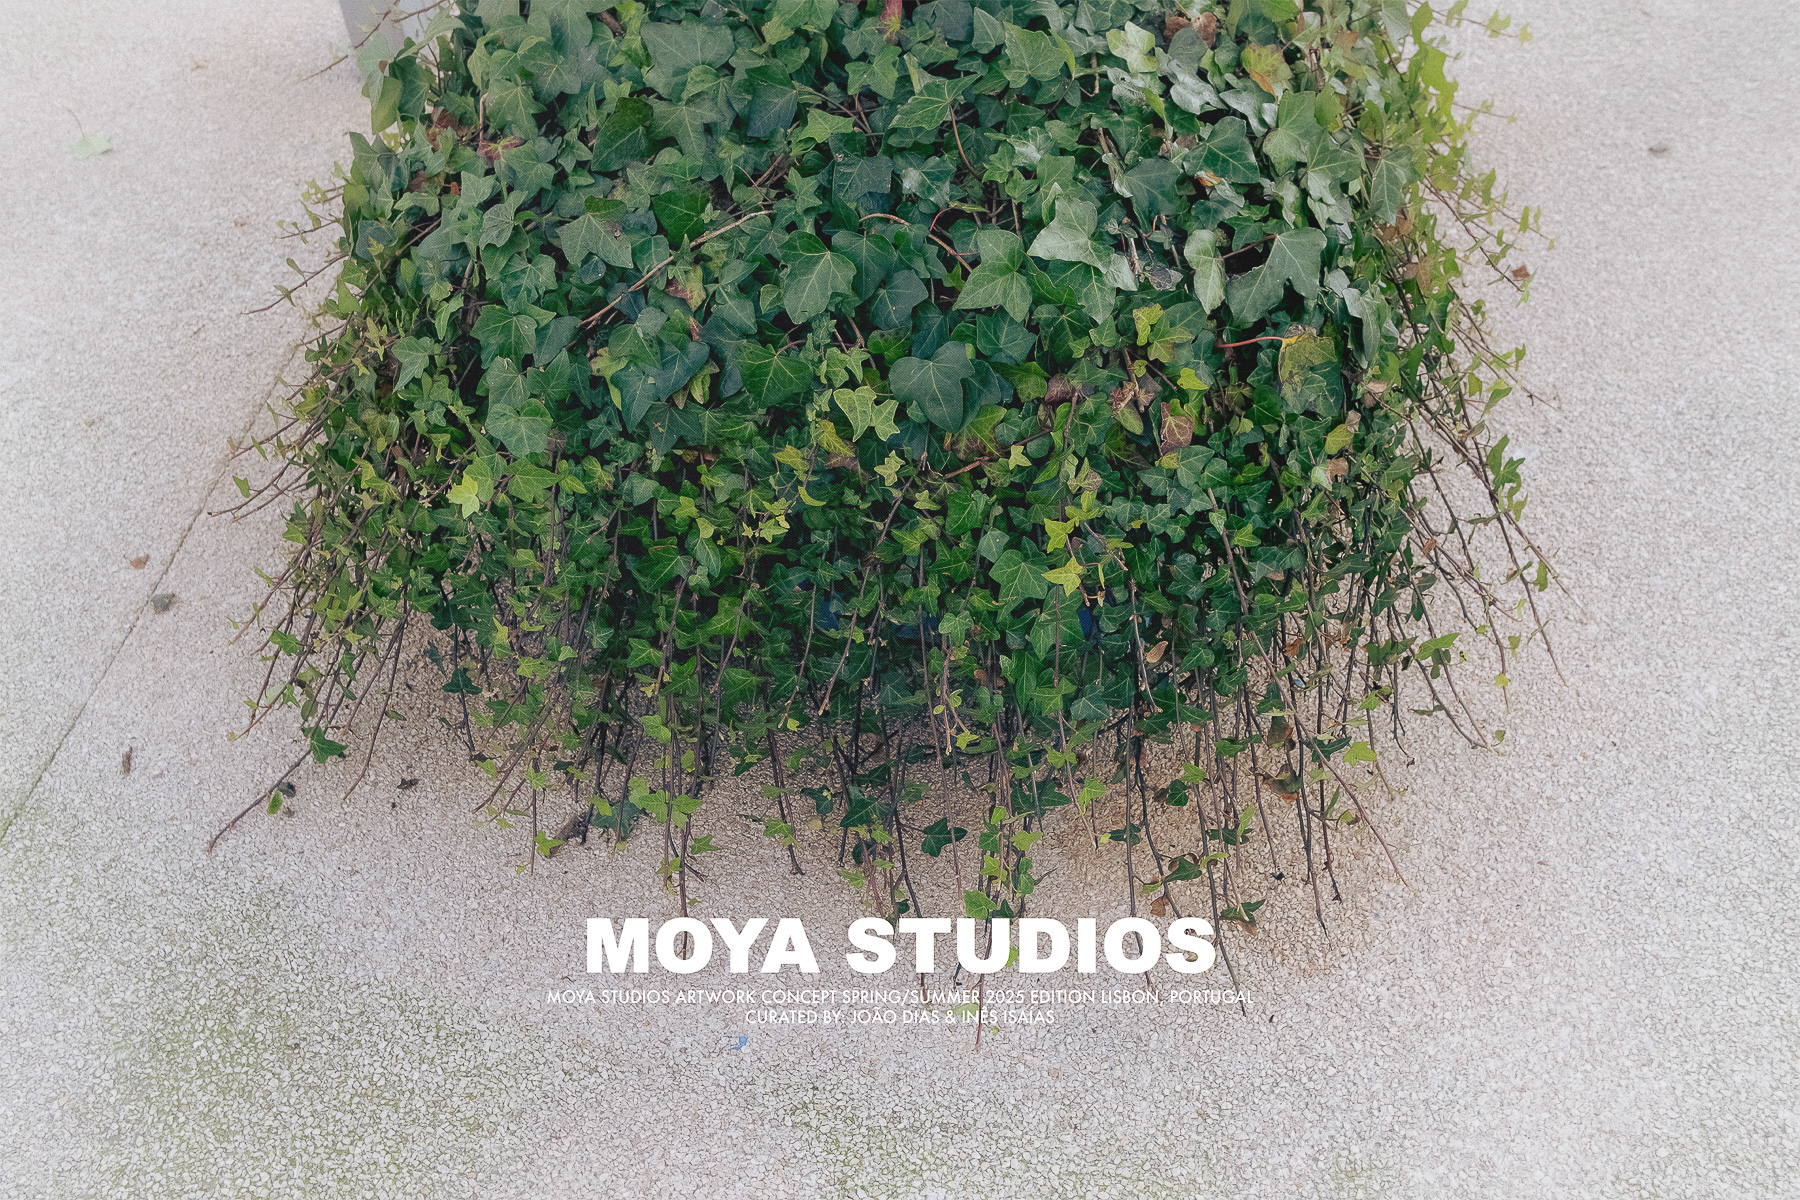 MOYA STUDIOS
MOYA STUDIOS ARTWORK CONCEPT SPRING/SUMMER 2025 EDITION LISBON, PORTUGAL
CURATED BY: JOÃO DIAS & INÊS ISAÍAS